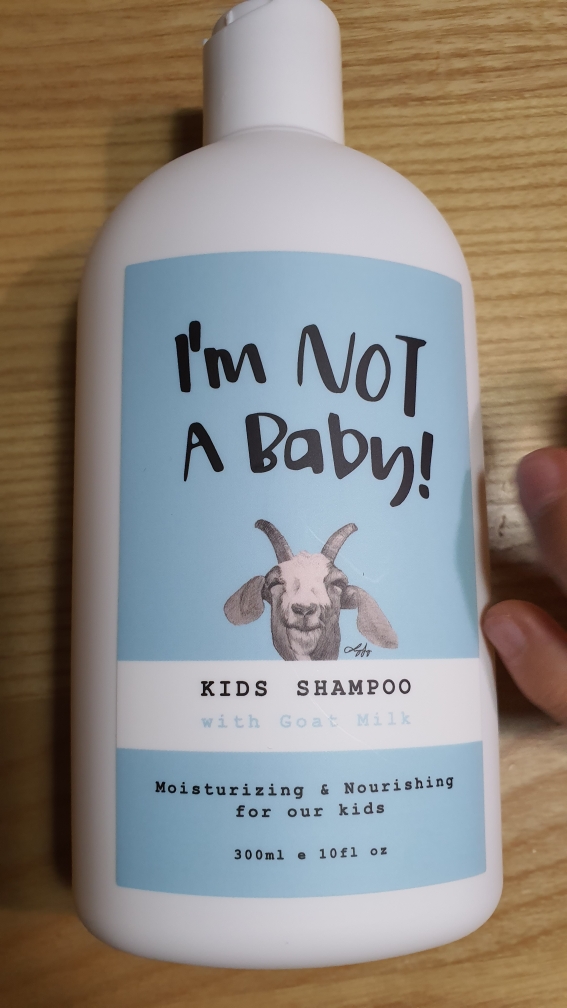 I'm NOT
A Baby!
KIDS SHAMPOO
with Goat Milk
Moisturizing & Nourishing
for our kids
300ml e 10fl oz